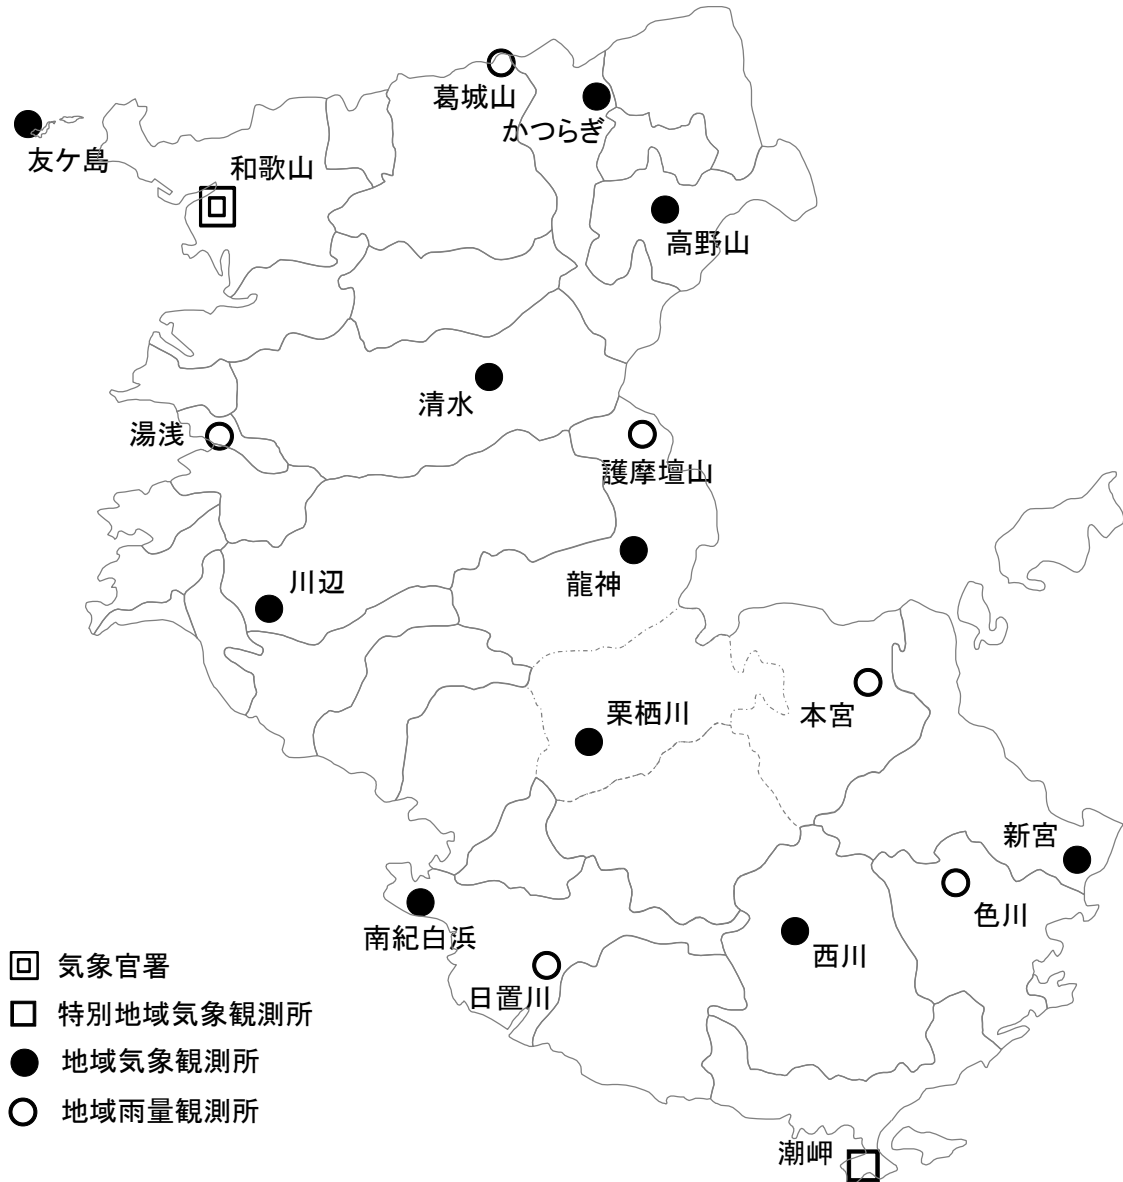 葛城山
かつらぎ
友ケ島
和歌山
高野山
清水
湯浅
護摩壇山
川辺
龍神
本宮
栗栖川
新宮
色川
南紀白浜
西川
日置川
気象官署
特別地域気象観測所
地域気象観測所
地域雨量観測所
潮岬